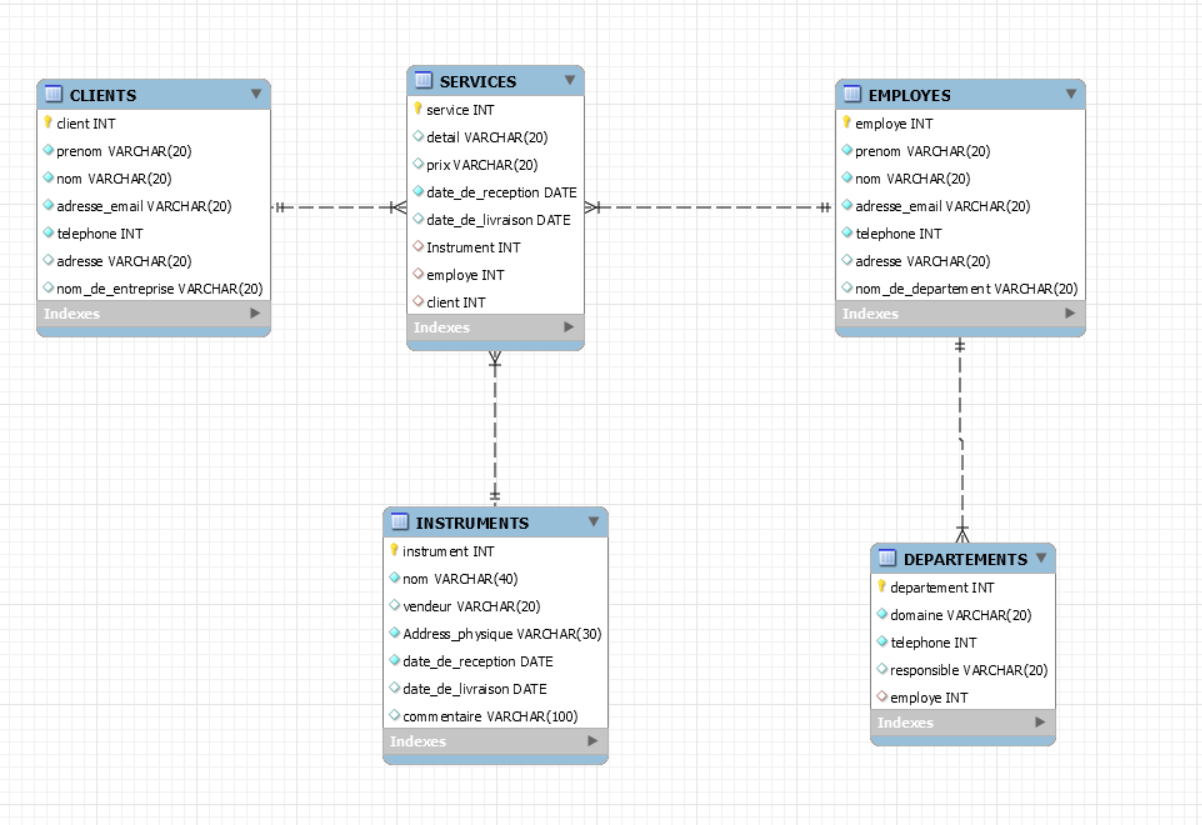 CLIENTS
client INT
prenom VARCHAR(20)
nom VARCHAR(20)
adresse_email VARCHAR(20)
telephone INT
adresse VARCHAR(20)
nom_de_entreprise VARCHAR(20)
Indexes
SERVICES
service INT
detail VARCHAR(20)
prix VARCHAR(20)
date_de_reception DATE
date_de_livraison DATE
Instrument INT
employe INT
client INT
Indexes
EMPLOYES
employe INT
prenom VARCHAR(20)
nom VARCHAR(20)
adresse_email VARCHAR(20)
telephone INT
adresse VARCHAR(20)
nom_de_departement VARCHAR(20)
Indexes
INSTRUMENTS
instrument INT
nom VARCHAR(40)
vendeur VARCHAR(20)
Address_physique VARCHAR(30)
date_de_reception DATE
date_de_livraison DATE
commentaire VARCHAR(100)
Indexes
DEPARTEMENTS
departement INT
domaine VARCHAR(20)
telephone INT
responsible VARCHAR(20)
employe INT
Indexes